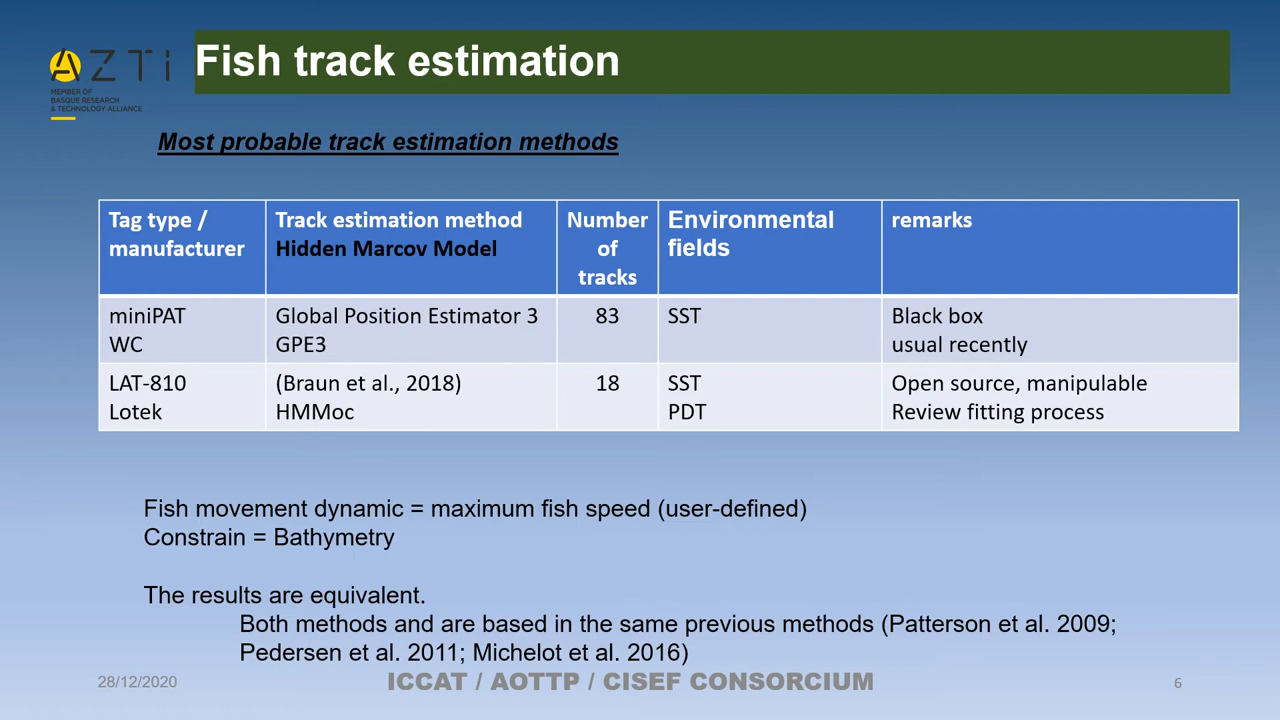 AZTi
MEMBER OF
BASQUE RESEARCH
& TECHNOLOGY ALLIANCE
Fish track estimation
Most probable track estimation methods
Tag type /
manufacturer
Track estimation method
Hidden Marcov Model
Number
of
tracks
Environmental
fields
remarks
miniPAT
WC
Global Position Estimator 3
GPE3
83
SST
Black box
usual recently
LAT-810
Lotek
(Braun et al., 2018)
HMMoc
18
SST
PDT
Open source, manipulable
Review fitting process
Fish movement dynamic = maximum fish speed (user-defined)
Constrain = Bathymetry
The results are equivalent.
Both methods and are based in the same previous methods (Patterson et al. 2009;
Pedersen et al. 2011; Michelot et al. 2016)
28/12/2020
ICCAT / AOTTP / CISEF CONSORCIUM
6